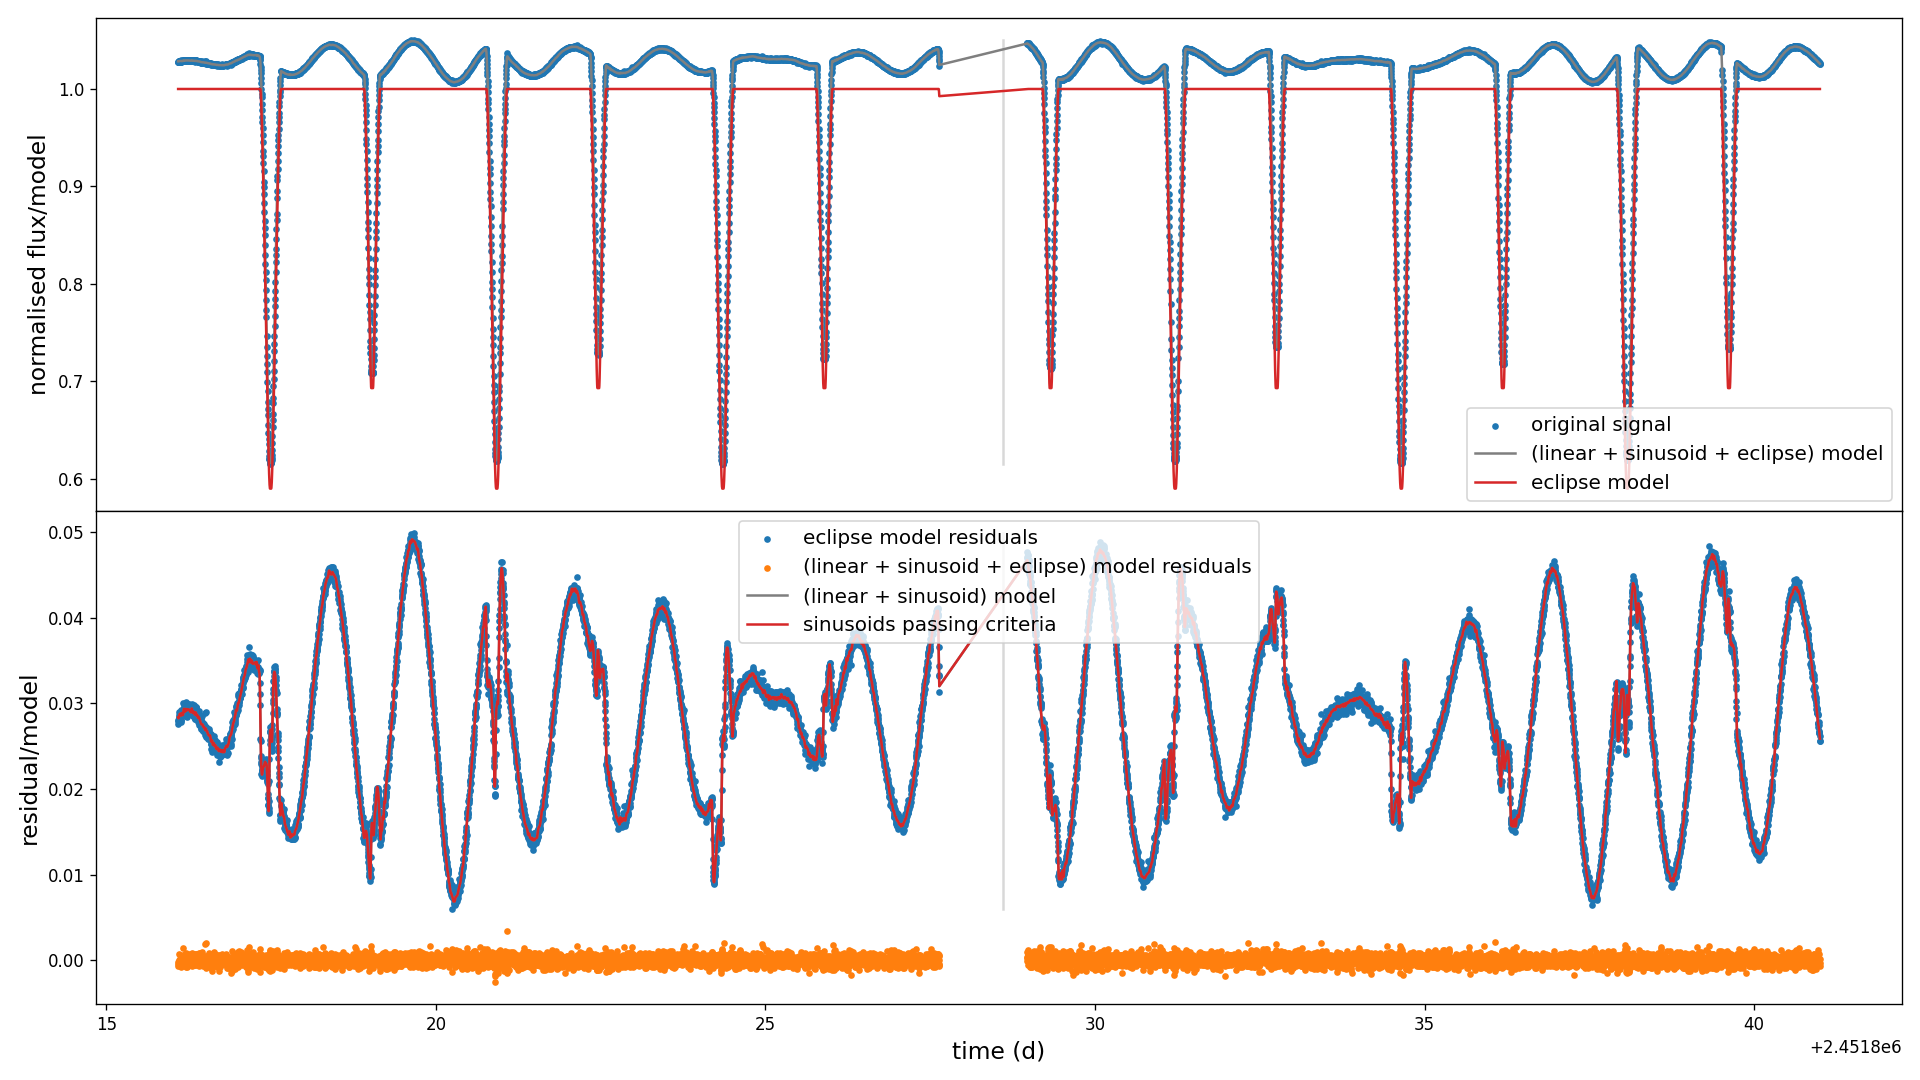 normalised flux/model
1.0
0.9
0.8
0.7
0.6
original signal
(linear + sinusoid + eclipse) model
eclipse model
residual/model
0.05
0.04
0.03
0.02
0.01
0.00
eclipse model residuals
(linear + sinusoid + eclipse) model residuals
(linear + sinusoid) model
sinusoids passing criteria
15 20 25 30 35 40
time (d)
+2.4518e6